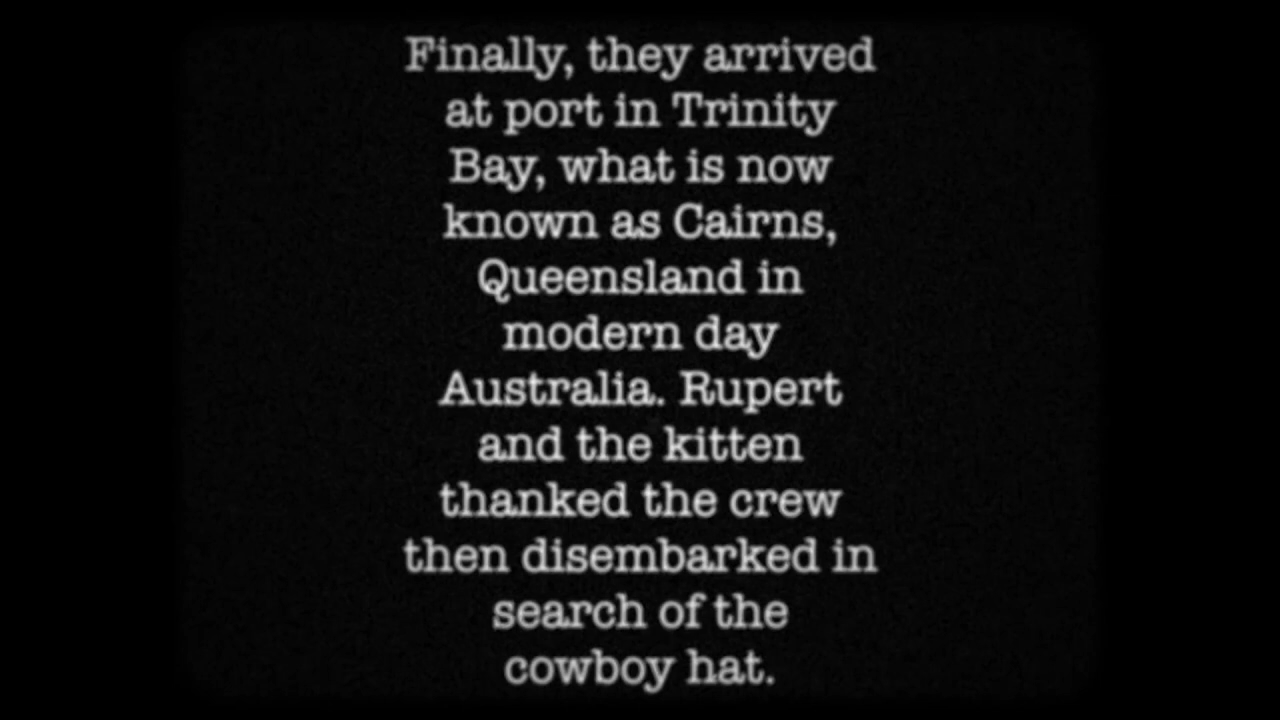 Finally, they arrived
at port in Trinity
Bay, what is now
known as Cairns,
Queensland in
modern day
Australia. Rupert
and the kitten
thanked the crew
then disembarked in
search of the
cowboy hat.